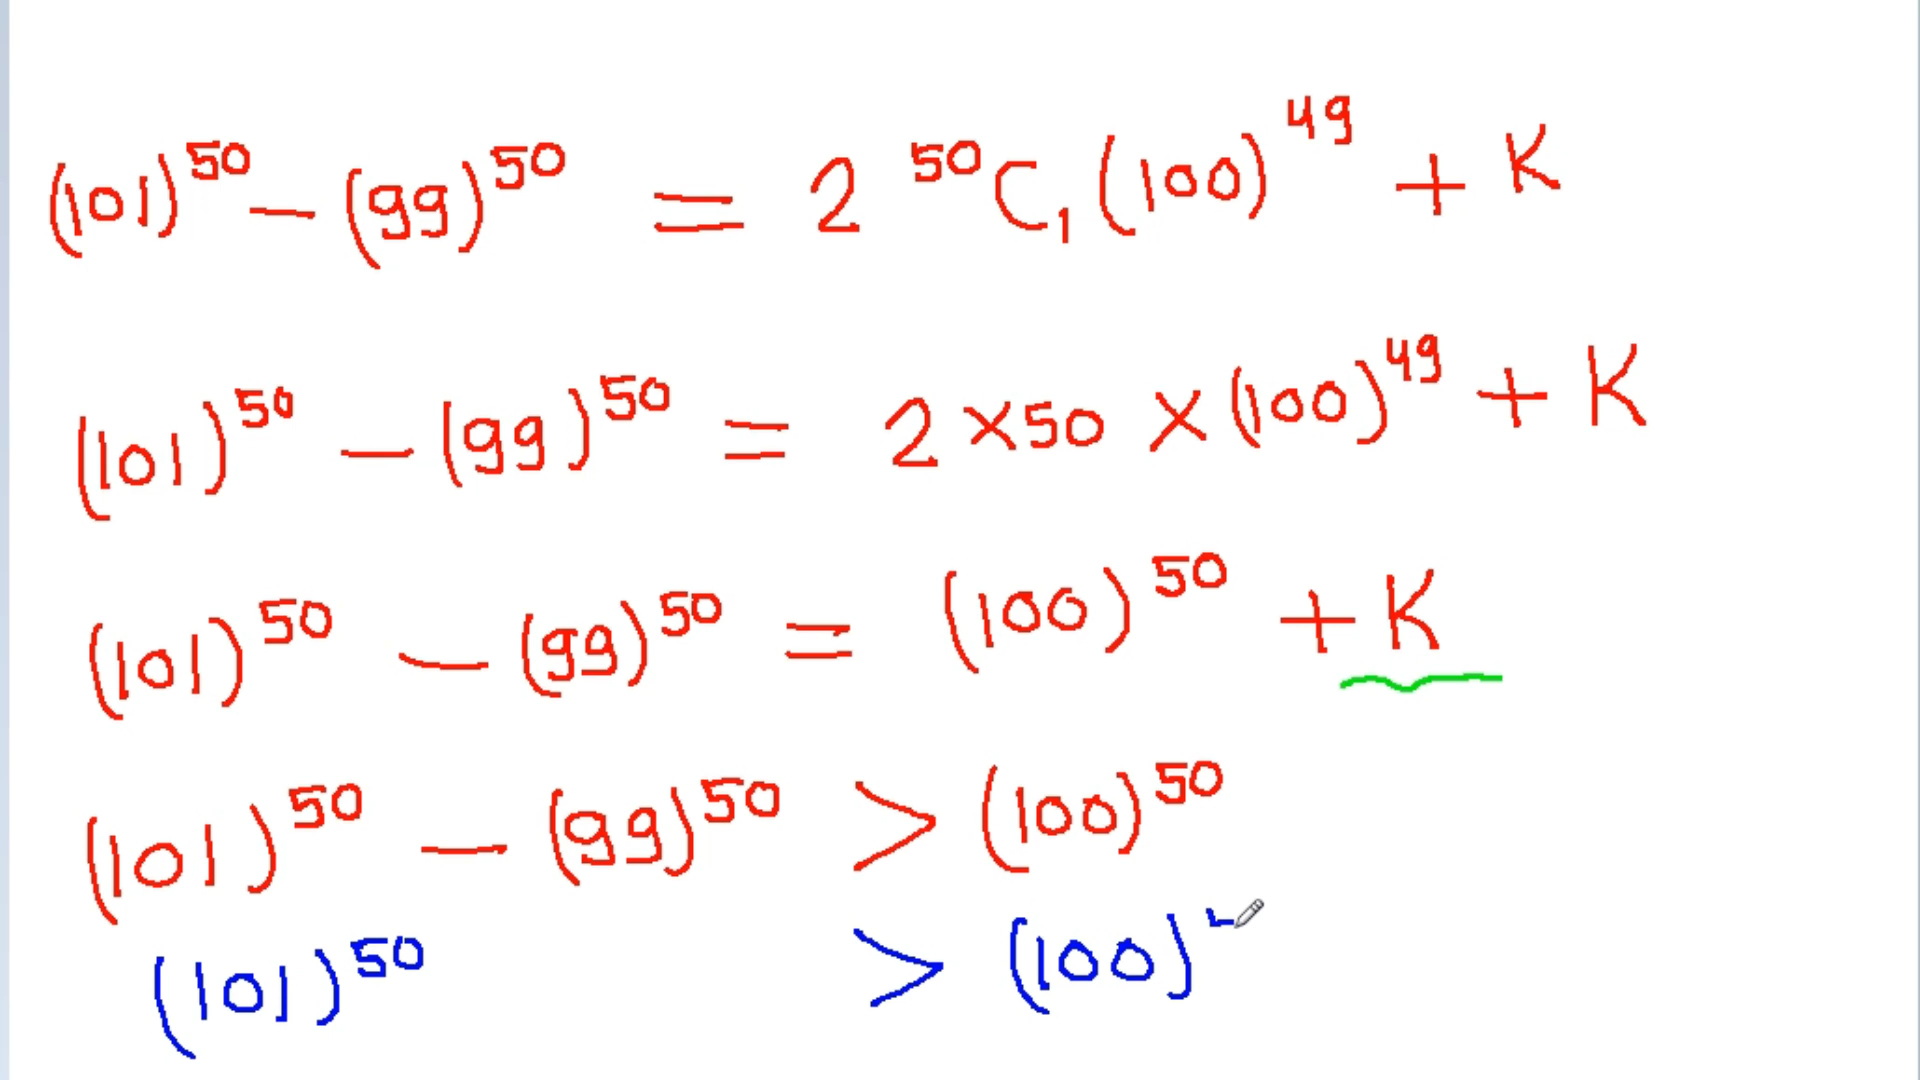 (101)^50 − (99)^50 = 2 ^50C_1 (100)^49 + K
(101)^50 − (99)^50 = 2 × 50 × (100)^49 + K
(101)^50 − (99)^50 = (100)^50 + K
(101)^50 − (99)^50 > (100)^50
(101)^50 > (100)